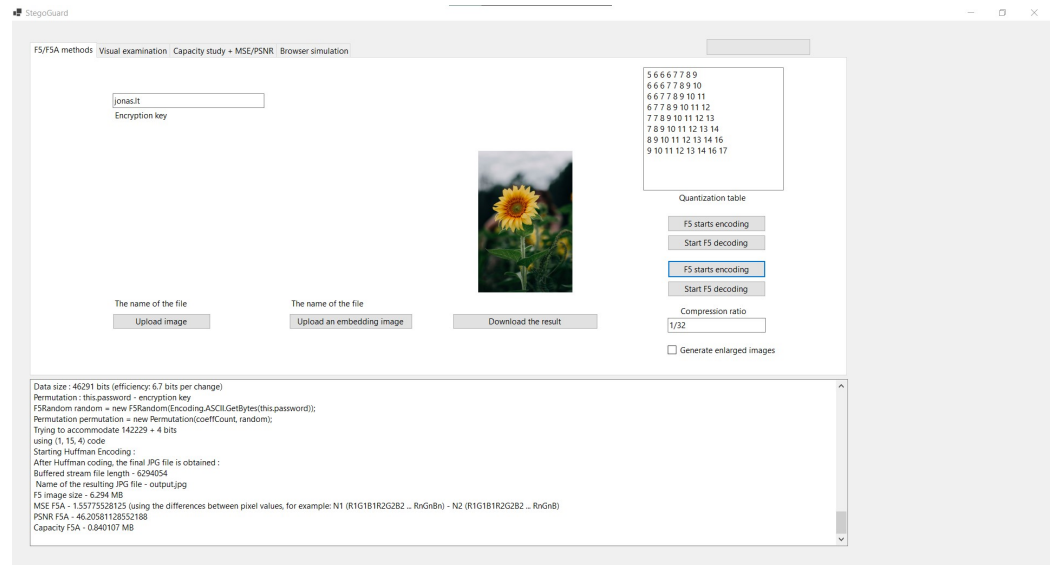 StegoGuard
F5/F5A methods Visual examination Capacity study + MSE/PSNR Browser simulation
jonas.lt
Encryption key
5 6 6 6 7 7 8 9
6 6 6 7 7 8 9 10
6 6 7 7 8 9 10 11
6 7 7 8 9 10 11 12
7 7 8 9 10 11 12 13
7 8 9 10 11 12 13 14
8 9 10 11 12 13 14 16
9 10 11 12 13 14 16 17
Quantization table
F5 starts encoding
Start F5 decoding
F5 starts encoding
Start F5 decoding
The name of the file
Upload image
The name of the file
Upload an embedding image
Download the result
Compression ratio
1/32
Generate enlarged images
Data size : 46291 bits (efficiency: 6.7 bits per change)
Permutation : this.password - encryption key
F5Random random = new F5Random(Encoding.ASCII.GetBytes(this.password));
Permutation permutation = new Permutation(coeffCount, random);
Trying to accommodate 142229 + 4 bits
using (1, 15, 4) code
Starting Huffman Encoding :
After Huffman coding, the final JPG file is obtained :
Buffered stream file length - 6294054
Name of the resulting JPG file - output.jpg
F5 image size - 6.294 MB
MSE F5A - 1.55775528125 (using the differences between pixel values, for example: N1 (R1G1B1R2G2B2 ... RnGnBn) - N2 (R1G1B1R2G2B2 ... RnGnB)
PSNR F5A - 46.20581128552188
Capacity F5A - 0.840107 MB